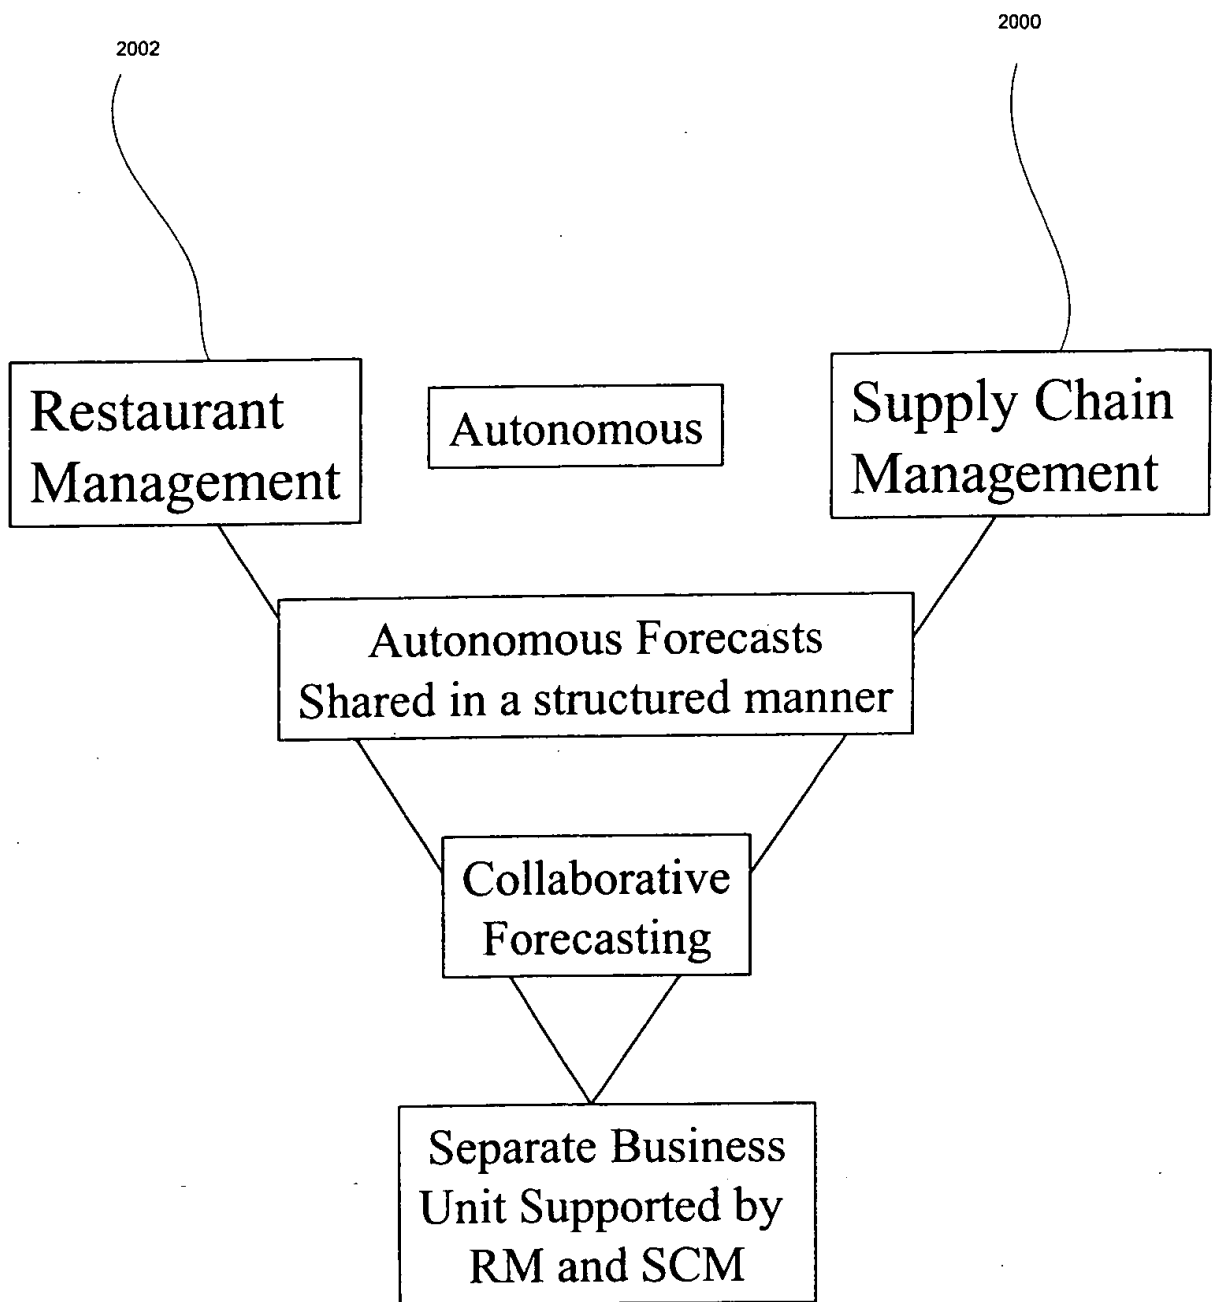 2002
2000
Restaurant
Management
Autonomous
Supply Chain
Management
Autonomous Forecasts
Shared in a structured manner
Collaborative
Forecasting
Separate Business
Unit Supported by
RM and SCM